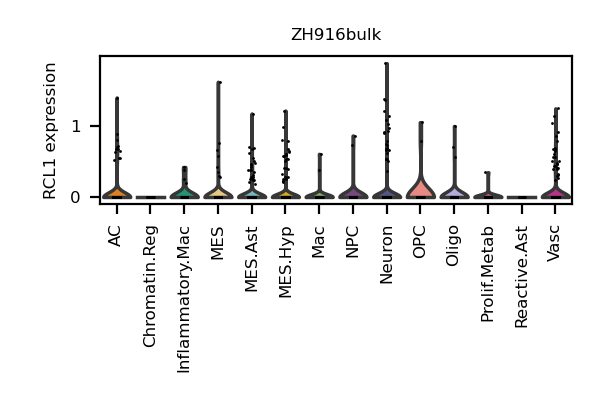 ZH916bulk
RCL1 expression
1
0
AC
Chromatin.Reg
Inflammatory.Mac
MES
MES.Ast
MES.Hyp
Mac
NPC
Neuron
OPC
Oligo
Prolif.Metab
Reactive.Ast
Vasc